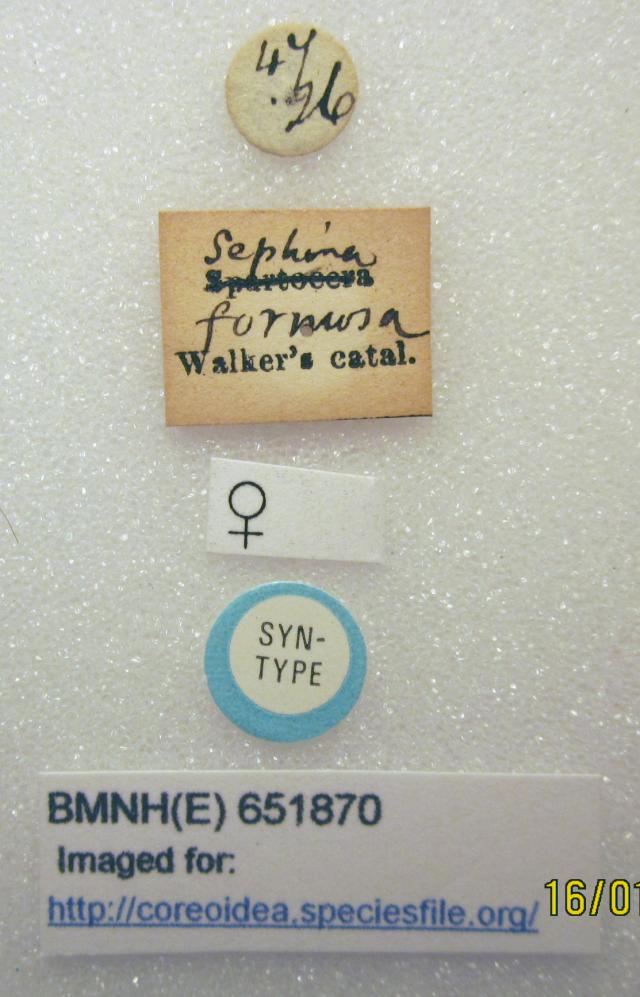 47
.26
Sephina
Spartocera
formosa
Walker's catal.
♀
SYN-
TYPE
BMNH(E) 651870
Imaged for:
http://coreoidea.speciesfile.org/
16/01